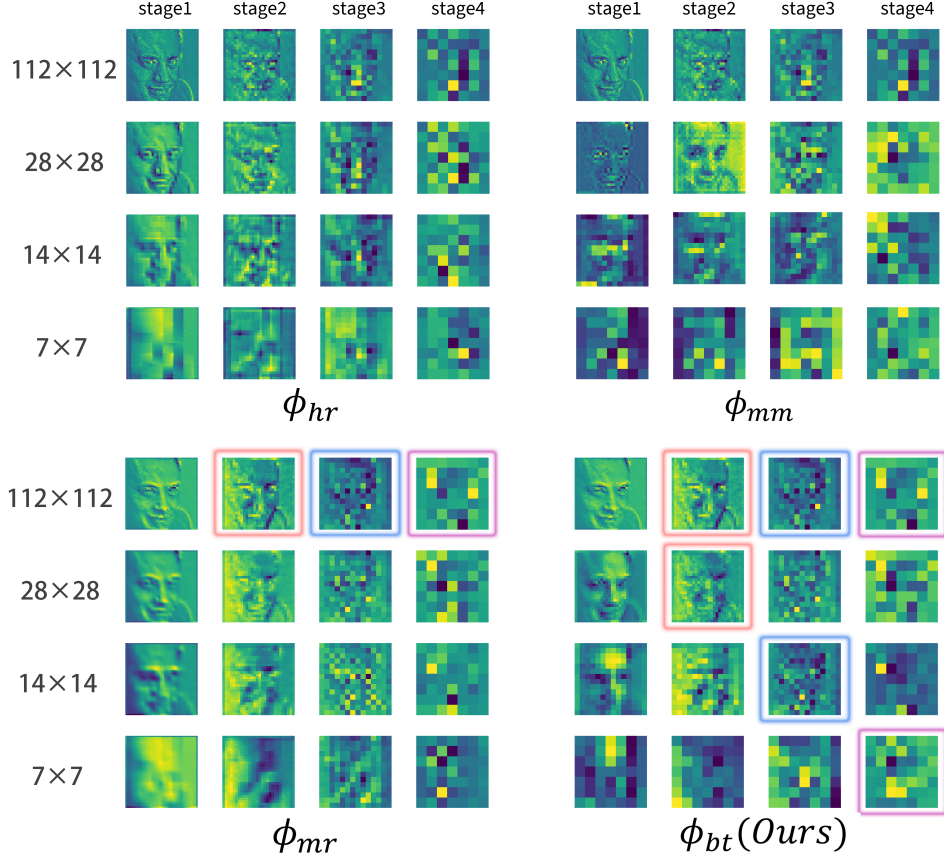 stage1 stage2 stage3 stage4 stage1 stage2 stage3 stage4
112×112
28×28
14×14
7×7
ϕhr ϕmm
112×112
28×28
14×14
7×7
ϕmr ϕbt(Ours)